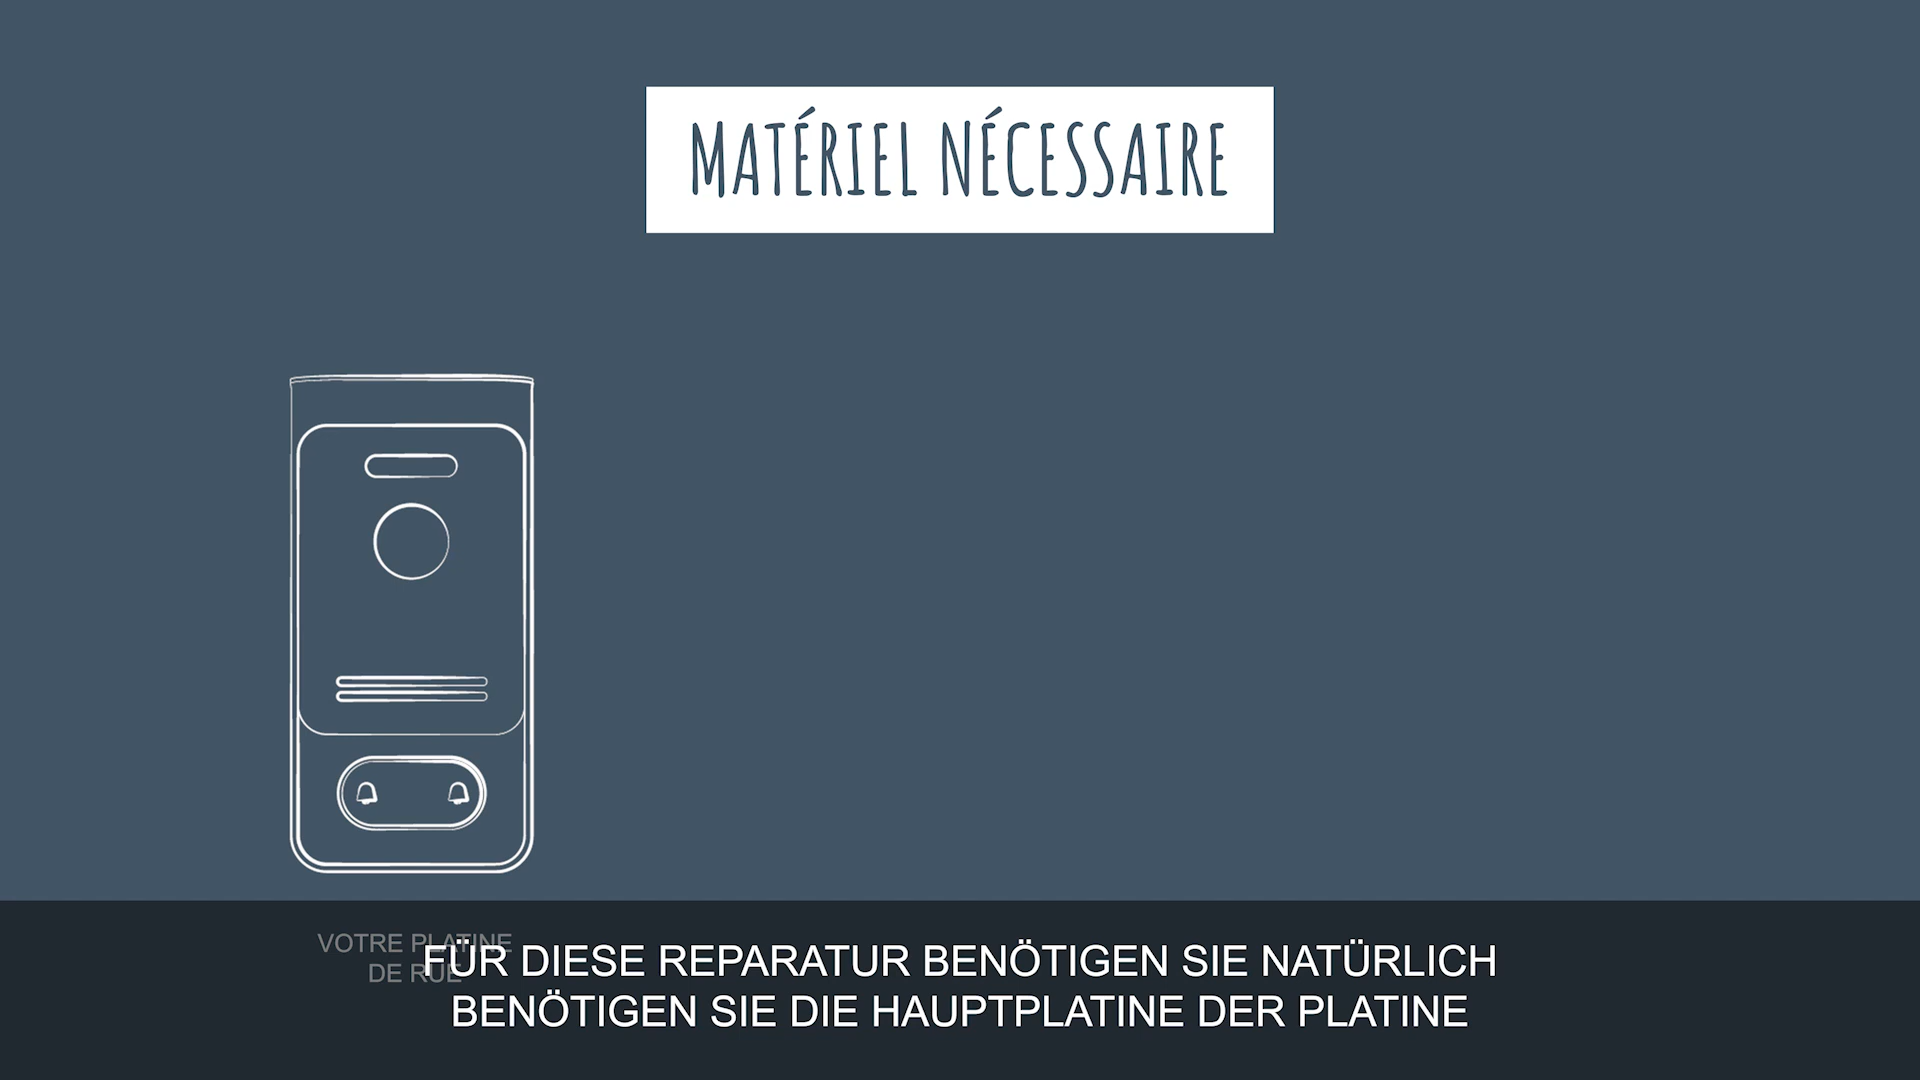 MATÉRIEL NÉCESSAIRE
VOTRE PLATINE
DE RUE
FÜR DIESE REPARATUR BENÖTIGEN SIE NATÜRLICH
BENÖTIGEN SIE DIE HAUPTPLATINE DER PLATINE